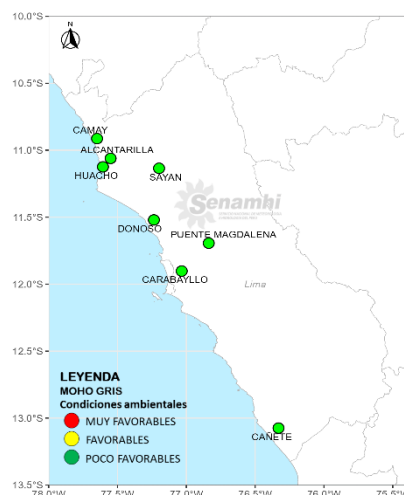 10.0°S
N
10.5°S
CAMAY
11.0°S
ALCANTARILLA
HUACHO
SAYAN
Senamhi
11.5°S
DONOSO
PUENTE MAGDALENA
CARABAYLLO
12.0°S
Lima
12.5°S
LEYENDA
MOHO GRIS
Condiciones ambientales
MUY FAVORABLES
FAVORABLES
POCO FAVORABLES
13.0°S
CAÑETE
13.5°S
78.0°W 77.5°W 77.0°W 76.5°W 76.0°W 75.5°